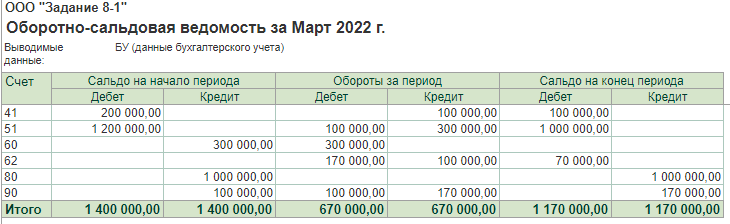 ООО "Задание 8-1"
Оборотно-сальдовая ведомость за Март 2022 г.
Выводимые данные: БУ (данные бухгалтерского учета)
Счет Сальдо на начало периода Обороты за период Сальдо на конец периода
Дебет Кредит Дебет Кредит Дебет Кредит
41 200 000,00 100 000,00 100 000,00
51 1 200 000,00 100 000,00 300 000,00 1 000 000,00
60 300 000,00 300 000,00
62 170 000,00 100 000,00 70 000,00
80 1 000 000,00 1 000 000,00
90 100 000,00 100 000,00 170 000,00 170 000,00
Итого 1 400 000,00 1 400 000,00 670 000,00 670 000,00 1 170 000,00 1 170 000,00